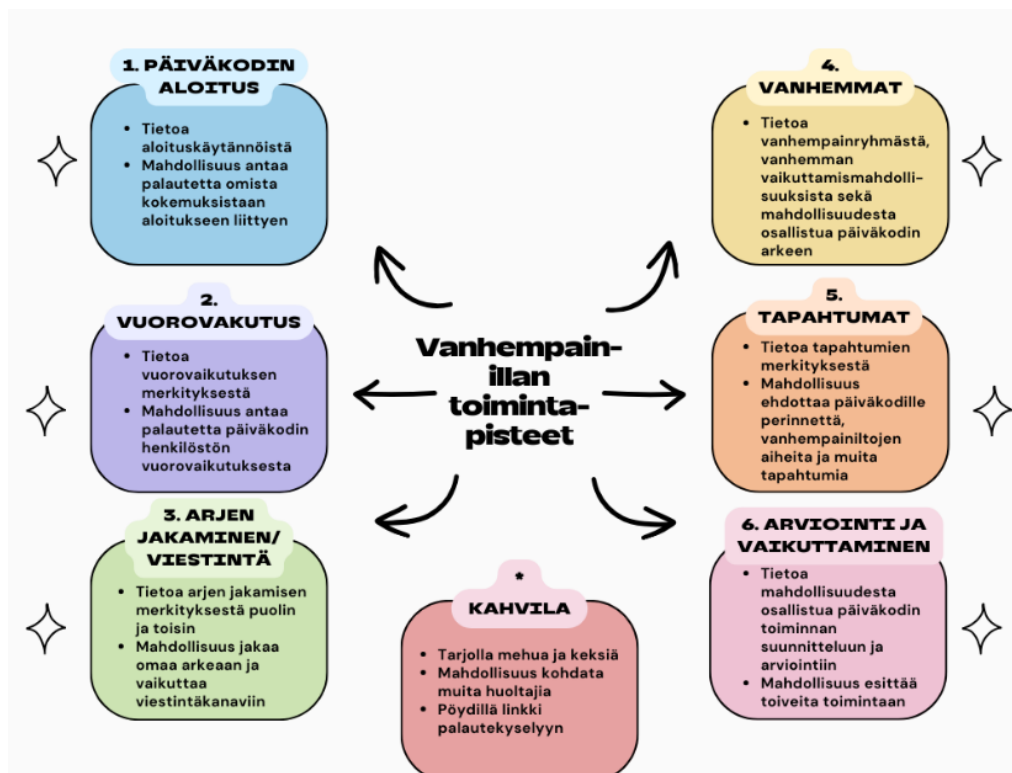 1. PÄIVÄKODIN
ALOITUS
• Tietoa
aloituskäytännöistä
• Mahdollisuus antaa
palautetta omista
kokemuksistaan
aloitukseen liittyen
2.
VUOROVAKUTUS
• Tietoa
vuorovaikutuksen
merkityksestä
• Mahdollisuus antaa
palautetta päiväkodin
henkilöstön
vuorovaikutuksesta
3. ARJEN
JAKAMINEN/
VIESTINTÄ
• Tietoa arjen jakamisen
merkityksestä puolin
ja toisin
• Mahdollisuus jakaa
omaa arkeaan ja
vaikuttaa
viestintäkanaviin
Vanhempain-
illan
toiminta-
pisteet
*
KAHVILA
• Tarjolla mehua ja keksiä
• Mahdollisuus kohdata
muita huoltajia
• Pöydillä linkki
palautekyselyyn
4.
VANHEMMAT
• Tietoa
vanhempainryhmästä,
vanhemman
vaikuttamismahdolli-
suuksista sekä
mahdollisuudesta
osallistua päiväkodin
arkeen
5.
TAPAHTUMAT
• Tietoa tapahtumien
merkityksestä
• Mahdollisuus
ehdottaa päiväkodille
perinnettä,
vanhempainiltojen
aiheita ja muita
tapahtumia
6. ARVIOINTI JA
VAIKUTTAMINEN
• Tietoa
mahdollisuudesta
osallistua päiväkodin
toiminnan
suunnitteluun ja
arviointiin
• Mahdollisuus esittää
toiveita toimintaan